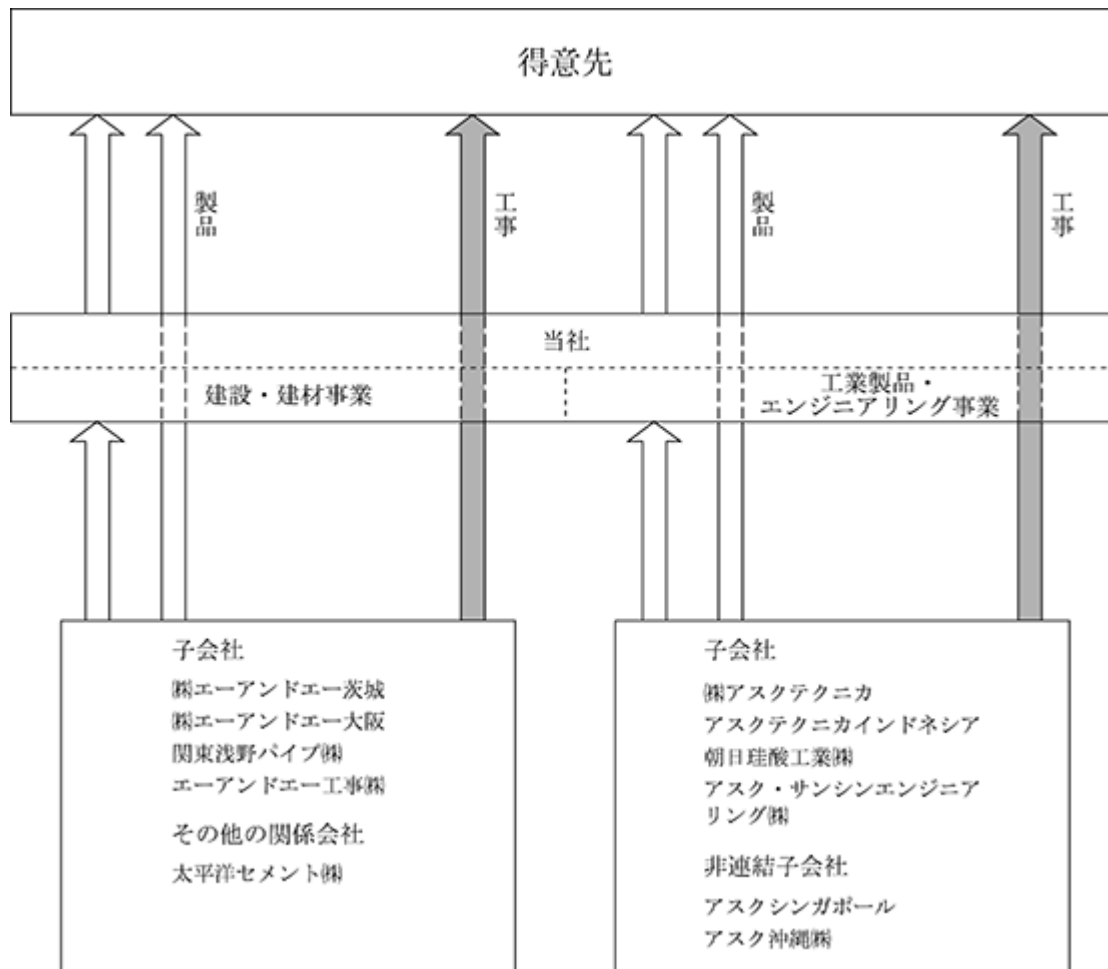 得意先
製品
工事
製品
工事
当社
建設・建材事業
工業製品・
エンジニアリング事業
子会社
㈱エーアンドエー茨城
㈱エーアンドエー大阪
関東浅野パイプ㈱
エーアンドエー工事㈱
その他の関係会社
太平洋セメント㈱
子会社
㈱アスクテクニカ
アスクテクニカインドネシア
朝日珪酸工業㈱
アスク・サンシンエンジニア
リング㈱
非連結子会社
アスクシンガポール
アスク沖縄㈱